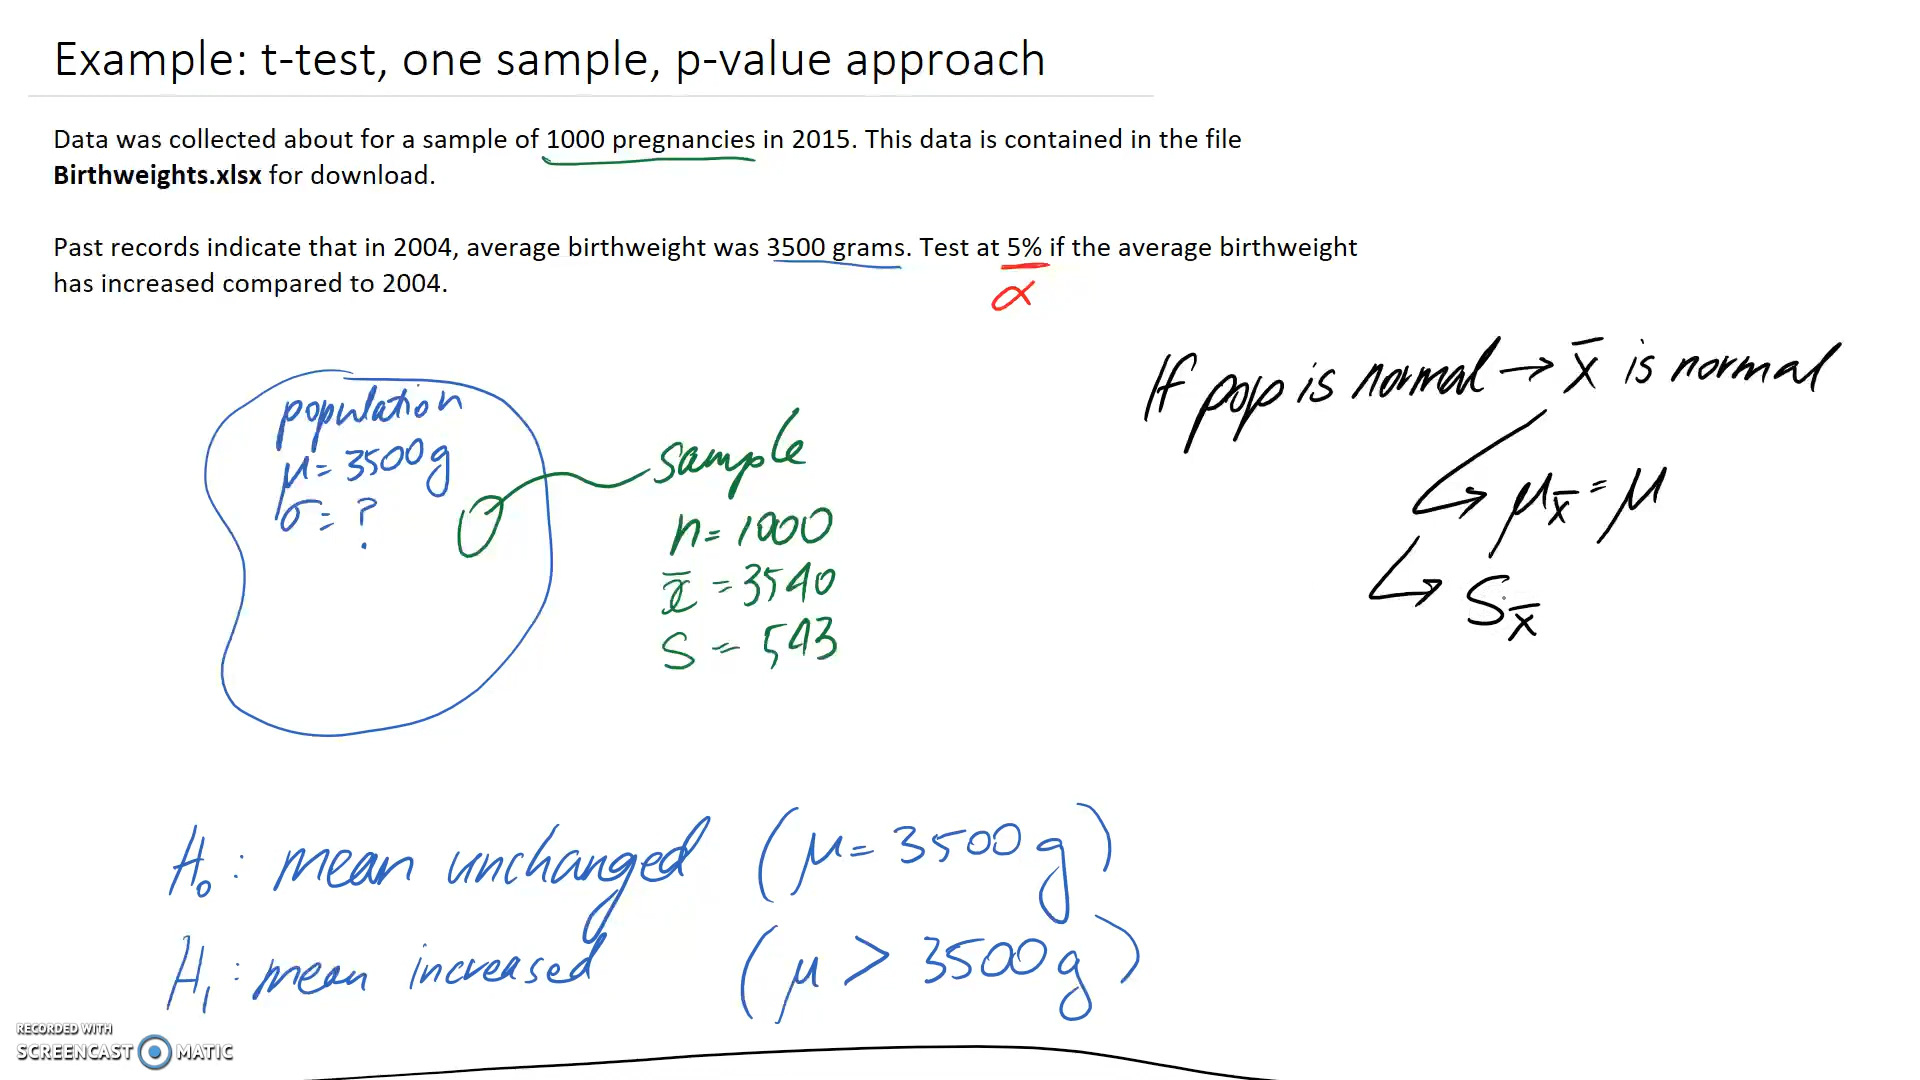 Example: t-test, one sample, p-value approach
Data was collected about for a sample of 1000 pregnancies in 2015. This data is contained in the file
Birthweights.xlsx for download.
Past records indicate that in 2004, average birthweight was 3500 grams. Test at 5% if the average birthweight
has increased compared to 2004.
α
If pop is normal → x̄ is normal
μx̄ = μ
Sx̄
population
μ = 3500g
σ = ?
sample
n = 1000
x̄ = 3540
S = 543
H₀ : mean unchanged (μ = 3500g)
H₁ : mean increased (μ > 3500g)
RECORDED WITH
SCREENCAST MATIC